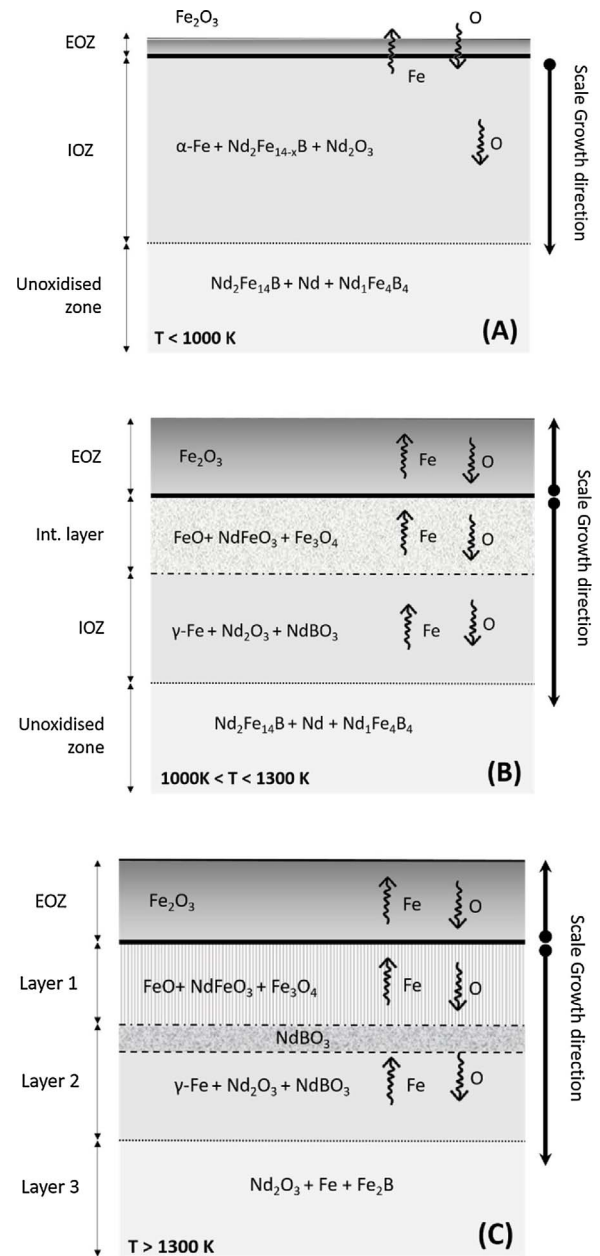 Fe₂O₃
O
EOZ
Fe
IOZ
α-Fe + Nd₂Fe₁₄₋ₓB + Nd₂O₃
O
Scale Growth direction
Unoxidised
zone
Nd₂Fe₁₄B + Nd + Nd₁Fe₄B₄
T < 1000 K
(A)
EOZ
Fe₂O₃
Fe
O
Int. layer
FeO+ NdFeO₃ + Fe₃O₄
Fe
O
IOZ
γ-Fe + Nd₂O₃ + NdBO₃
Fe
O
Scale Growth direction
Unoxidised
zone
Nd₂Fe₁₄B + Nd + Nd₁Fe₄B₄
1000K < T < 1300 K
(B)
EOZ
Fe₂O₃
Fe
O
Layer 1
FeO+ NdFeO₃ + Fe₃O₄
Fe
O
NdBO₃
Layer 2
γ-Fe + Nd₂O₃ + NdBO₃
Fe
O
Scale Growth direction
Layer 3
Nd₂O₃ + Fe + Fe₂B
T > 1300 K
(C)